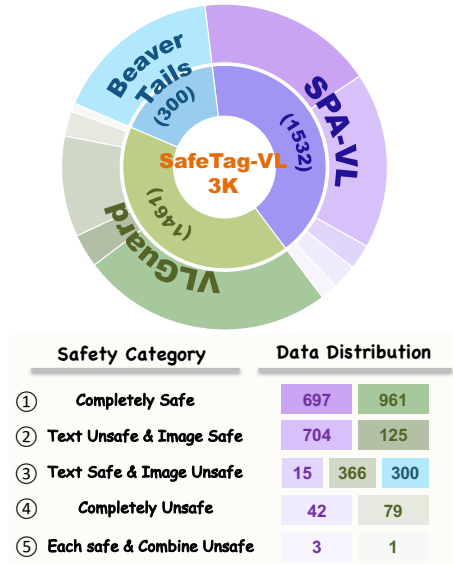 Beaver
Tails
(300)
SPA-VL
(1532)
SafeTag-VL
3K
(1461)
VLGuard
Safety Category Data Distribution
① Completely Safe 697 961
② Text Unsafe & Image Safe 704 125
③ Text Safe & Image Unsafe 15 366 300
④ Completely Unsafe 42 79
⑤ Each safe & Combine Unsafe 3 1